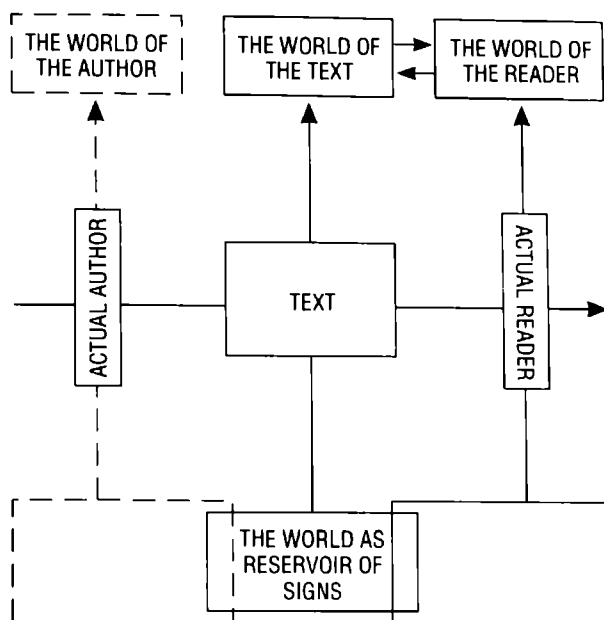 THE WORLD OF
THE AUTHOR
THE WORLD OF
THE TEXT
THE WORLD OF
THE READER
ACTUAL AUTHOR
TEXT
ACTUAL READER
THE WORLD AS
RESERVOIR OF
SIGNS